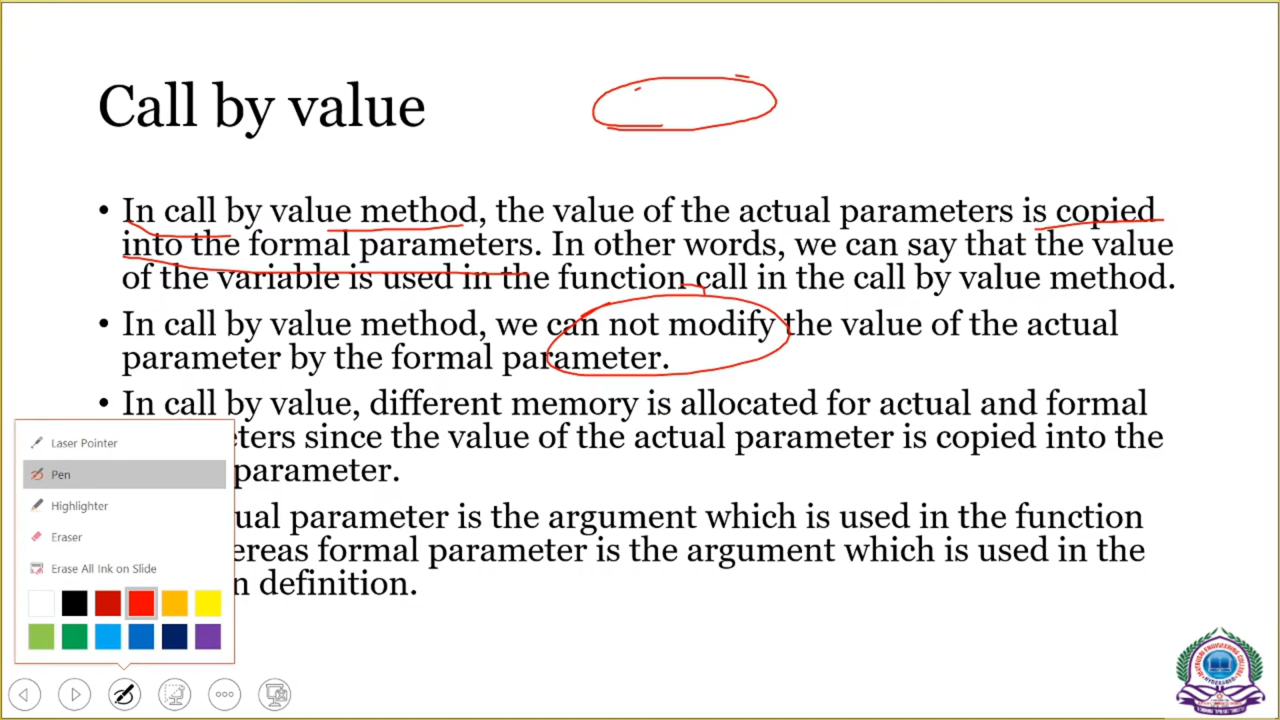 Call by value
• In call by value method, the value of the actual parameters is copied
into the formal parameters. In other words, we can say that the value
of the variable is used in the function call in the call by value method.
• In call by value method, we can not modify the value of the actual
parameter by the formal parameter.
• In call by value, different memory is allocated for actual and formal
eters since the value of the actual parameter is copied into the
parameter.
ual parameter is the argument which is used in the function
ereas formal parameter is the argument which is used in the
n definition.
Laser Pointer
Pen
Highlighter
Eraser
Erase All Ink on Slide